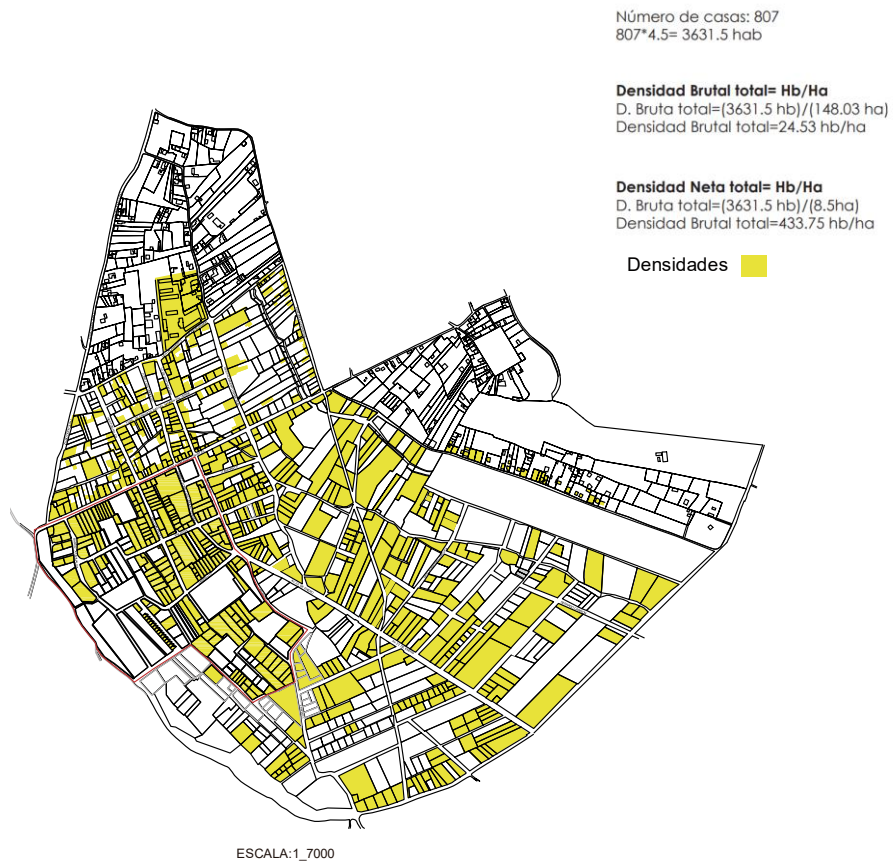 Número de casas: 807
807*4.5= 3631.5 hab
Densidad Brutal total= Hb/Ha
D. Bruta total=(3631.5 hb)/(148.03 ha)
Densidad Brutal total=24.53 hb/ha
Densidad Neta total= Hb/Ha
D. Bruta total=(3631.5 hb)/(8.5ha)
Densidad Brutal total=433.75 hb/ha
Densidades
ESCALA:1_7000